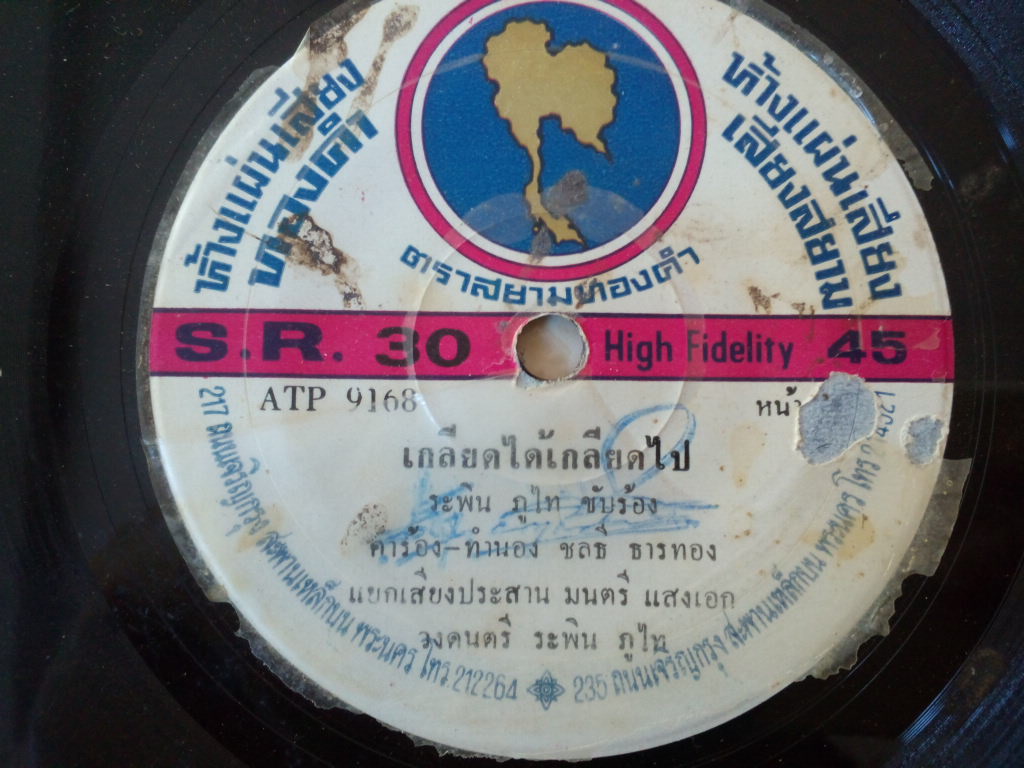 ห้างแผ่นเสียง
ทองคำ
ห้างแผ่นเสียง
เสียงสยาม
ตราสยามทองคำ
S.R. 30 High Fidelity 45
ATP 9168 หน้า
เกลียดได้เกลียดไป
ระพิน ภูไท ขับร้อง
คำร้อง-ทำนอง ชลธี ธารทอง
แยกเสียงประสาน มนตรี แสงเอก
วงดนตรี ระพิน ภูไท
217 ถนนเจริญกรุง สะพานเหล็กบน พระนคร โทร.212264
235 ถนนเจริญกรุง สะพานเหล็กบน พระนคร โทร